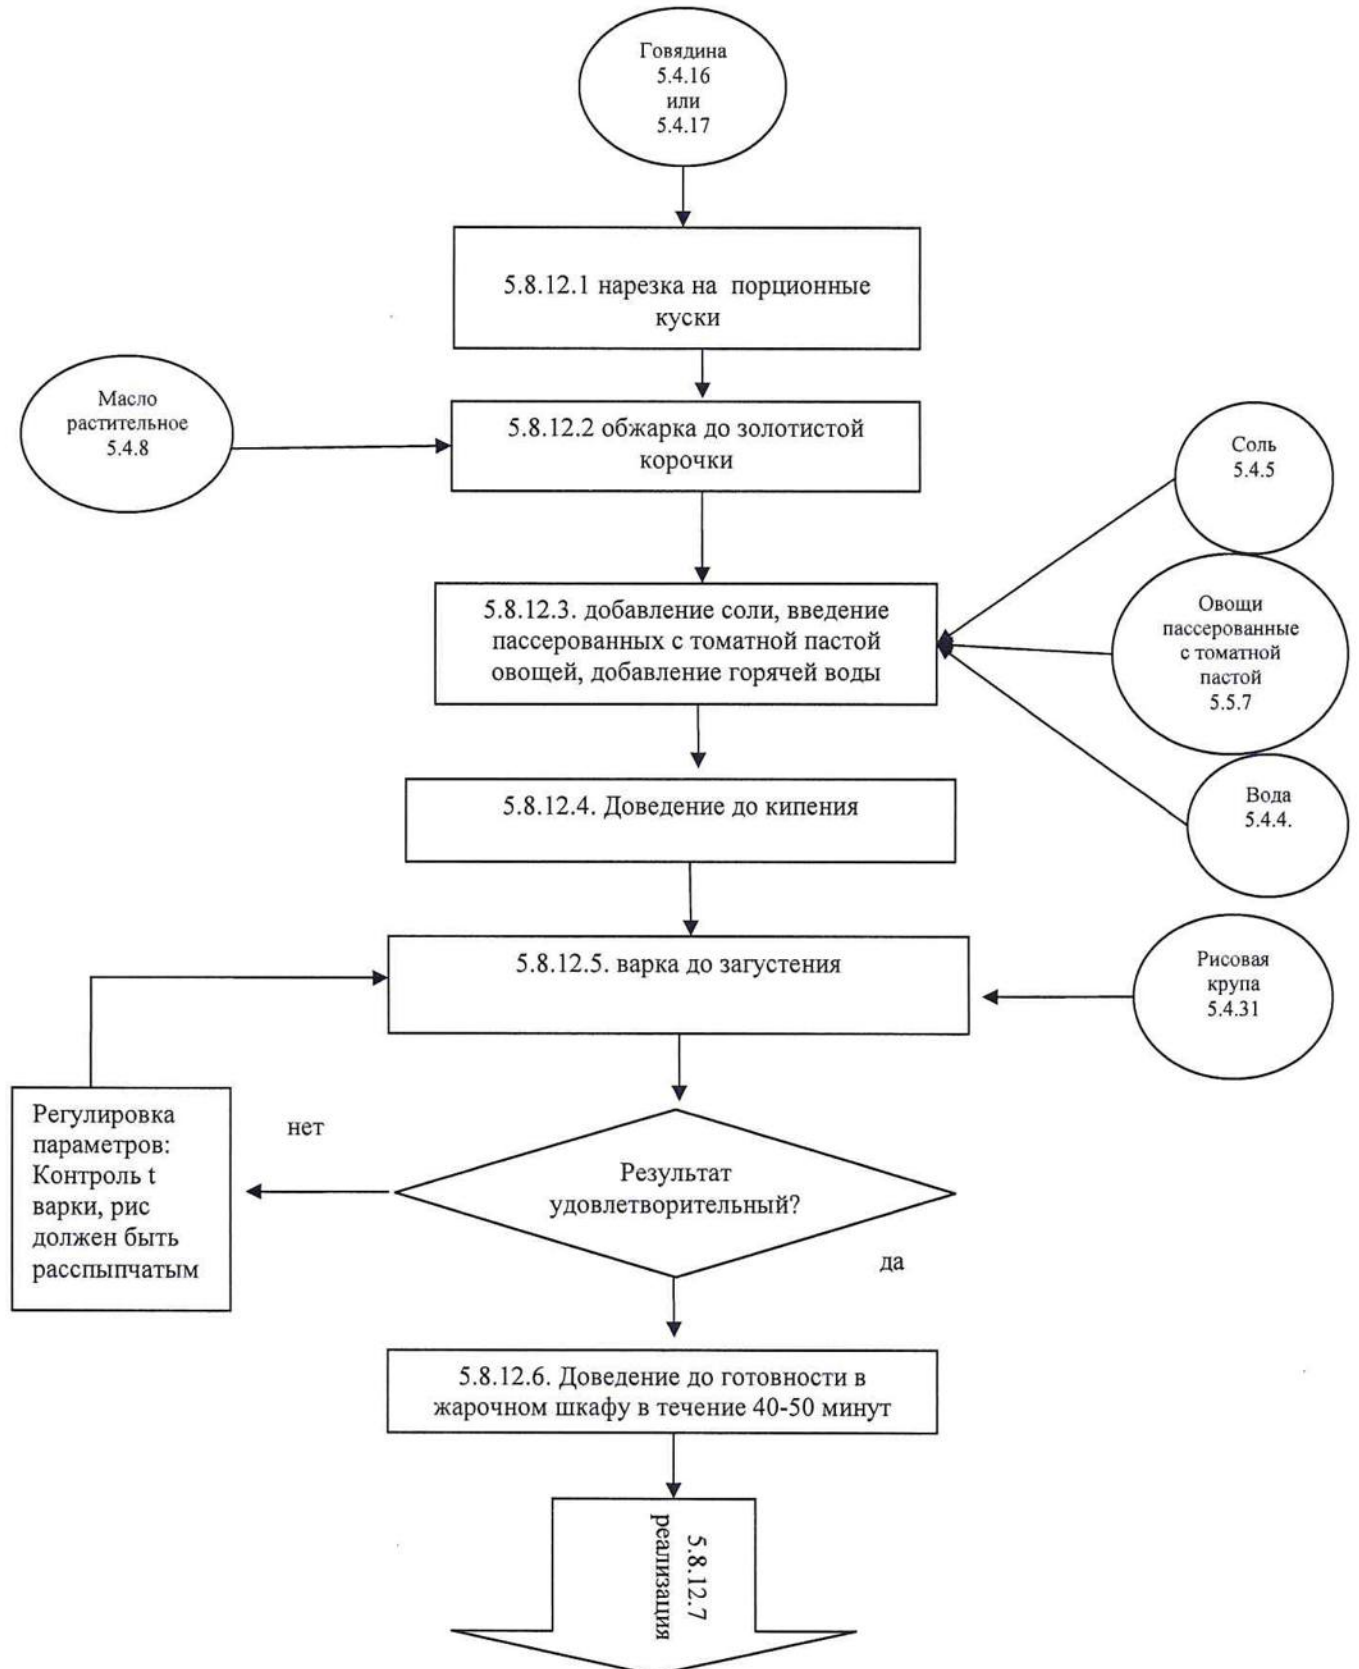 Говядина
5.4.16
или
5.4.17
5.8.12.1 нарезка на порционные
куски
Масло
растительное
5.4.8
5.8.12.2 обжарка до золотистой
корочки
Соль
5.4.5
5.8.12.3. добавление соли, введение
пассерованных с томатной пастой
овощей, добавление горячей воды
Овощи
пассерованные
с томатной
пастой
5.5.7
5.8.12.4. Доведение до кипения
Вода
5.4.4.
5.8.12.5. варка до загустения
Рисовая
крупа
5.4.31
Регулировка
параметров:
Контроль t
варки, рис
должен быть
расспыпчатым
нет
Результат
удовлетворительный?
да
5.8.12.6. Доведение до готовности в
жарочном шкафу в течение 40-50 минут
5.8.12.7
реализация